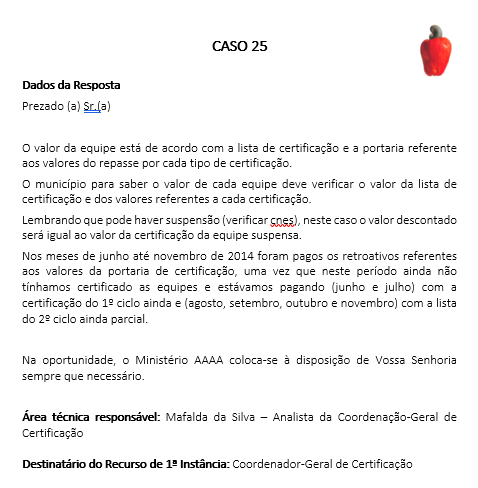 CASO 25
Dados da Resposta
Prezado (a) Sr.(a)
O valor da equipe está de acordo com a lista de certificação e a portaria referente
aos valores do repasse por cada tipo de certificação.
O município para saber o valor de cada equipe deve verificar o valor da lista de
certificação e dos valores referentes a cada certificação.
Lembrando que pode haver suspensão (verificar cnes), neste caso o valor descontado
será igual ao valor da certificação da equipe suspensa.
Nos meses de junho até novembro de 2014 foram pagos os retroativos referentes
aos valores da portaria de certificação, uma vez que neste período ainda não
tínhamos certificado as equipes e estávamos pagando (junho e julho) com a
certificação do 1º ciclo ainda e (agosto, setembro, outubro e novembro) com a lista
do 2º ciclo ainda parcial.
Na oportunidade, o Ministério AAAA coloca-se à disposição de Vossa Senhoria
sempre que necessário.
Área técnica responsável: Mafalda da Silva – Analista da Coordenação-Geral de
Certificação
Destinatário do Recurso de 1ª Instância: Coordenador-Geral de Certificação